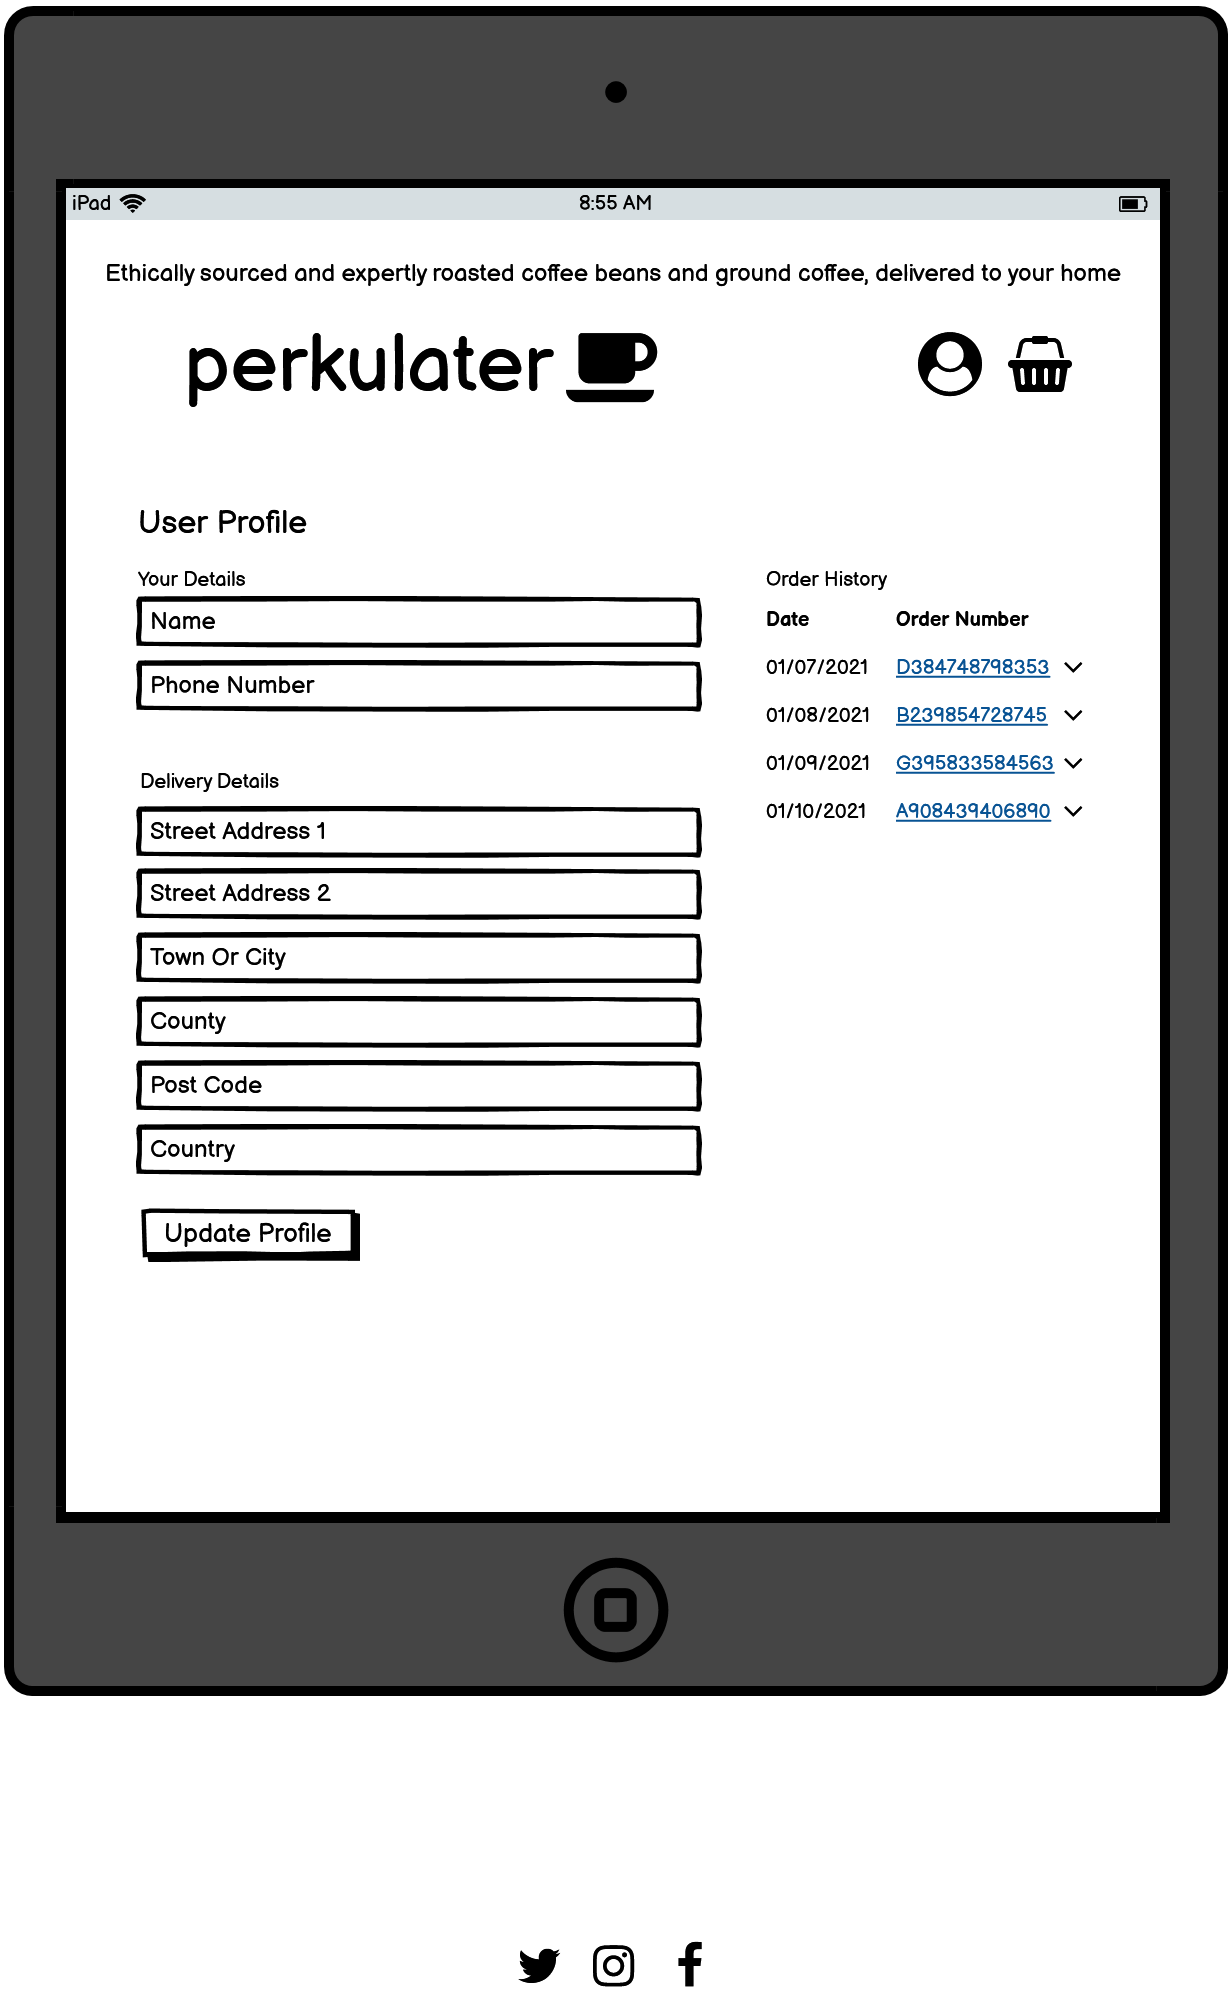 iPad 8:55 AM
Ethically sourced and expertly roasted coffee beans and ground coffee, delivered to your home
perkulater
User Profile
Your Details
Name
Phone Number
Delivery Details
Street Address 1
Street Address 2
Town Or City
County
Post Code
Country
Update Profile
Order History
Date Order Number
01/07/2021 D384748798353
01/08/2021 B239854728745
01/09/2021 G395833584563
01/10/2021 A908439406890